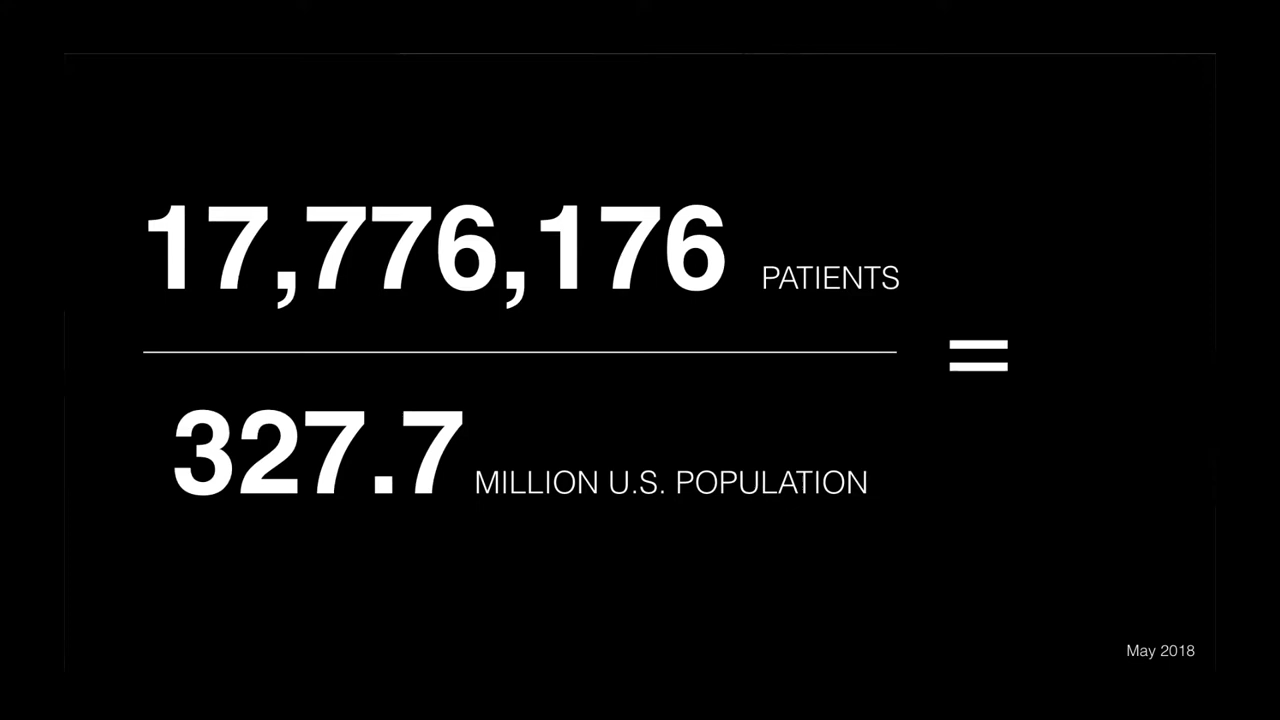 17,776,176 PATIENTS
=
327.7 MILLION U.S. POPULATION
May 2018